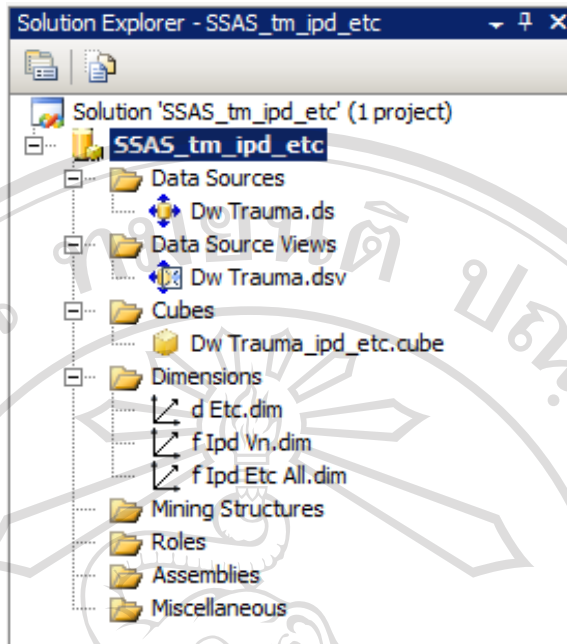 Solution Explorer - SSAS_tm_ipd_etc
Solution 'SSAS_tm_ipd_etc' (1 project)
SSAS_tm_ipd_etc
Data Sources
Dw Trauma.ds
Data Source Views
Dw Trauma.dsv
Cubes
Dw Trauma_ipd_etc.cube
Dimensions
d Etc.dim
f Ipd Vn.dim
f Ipd Etc All.dim
Mining Structures
Roles
Assemblies
Miscellaneous